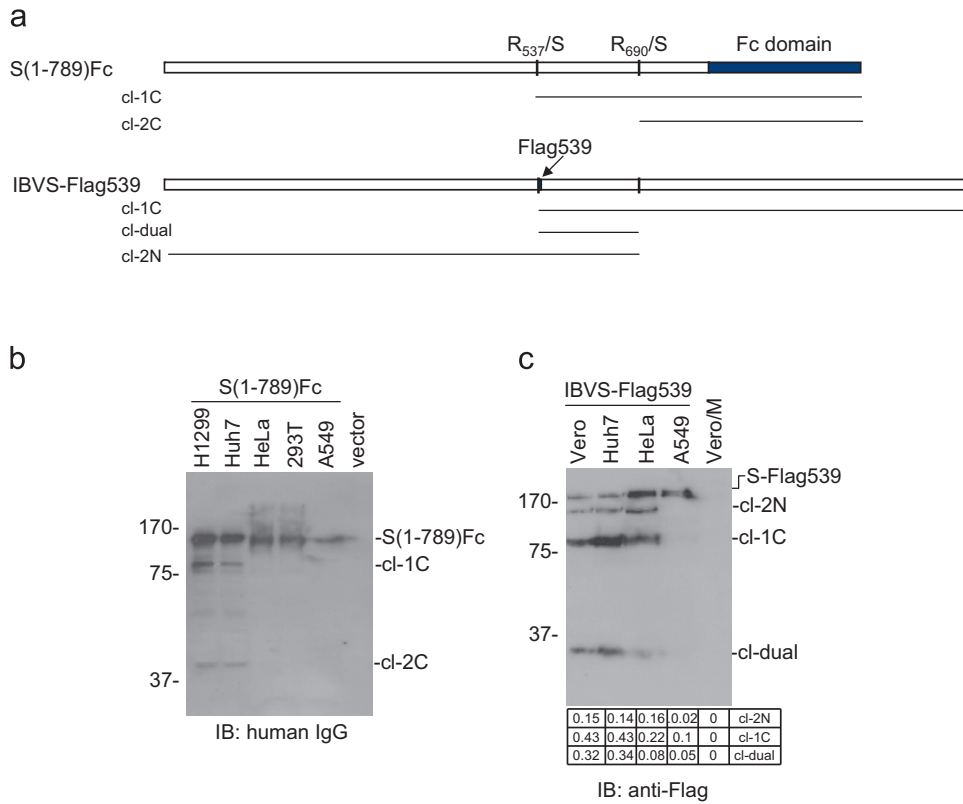 a
R537/S R690/S Fc domain
S(1-789)Fc
cl-1C
cl-2C
Flag539
IBVS-Flag539
cl-1C
cl-dual
cl-2N
b
S(1-789)Fc
H1299 Huh7 HeLa 293T A549 vector
170-
-S(1-789)Fc
-cl-1C
75-
-cl-2C
37-
IB: human IgG
c
IBVS-Flag539
Vero Huh7 HeLa A549 Vero/M
S-Flag539
170-
-cl-2N
-cl-1C
75-
37-
-cl-dual
0.15 0.14 0.16 0.02 0 cl-2N
0.43 0.43 0.22 0.1 0 cl-1C
0.32 0.34 0.08 0.05 0 cl-dual
IB: anti-Flag